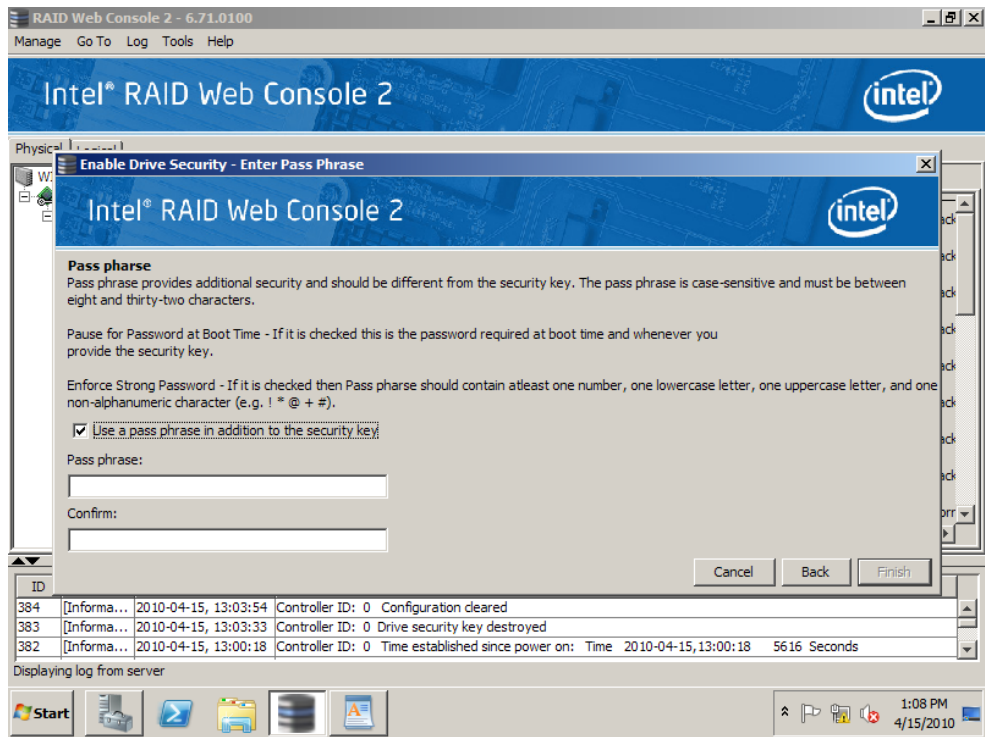 RAID Web Console 2 - 6.71.0100
Manage Go To Log Tools Help
Intel® RAID Web Console 2
intel
Physical
Enable Drive Security - Enter Pass Phrase
Intel® RAID Web Console 2
intel
Pass pharse
Pass phrase provides additional security and should be different from the security key. The pass phrase is case-sensitive and must be between
eight and thirty-two characters.
Pause for Password at Boot Time - If it is checked this is the password required at boot time and whenever you
provide the security key.
Enforce Strong Password - If it is checked then Pass pharse should contain atleast one number, one lowercase letter, one uppercase letter, and one
non-alphanumeric character (e.g. ! * @ + #).
Use a pass phrase in addition to the security key
Pass phrase:
Confirm:
Cancel Back Finish
ID
384 [Informa... 2010-04-15, 13:03:54 Controller ID: 0 Configuration cleared
383 [Informa... 2010-04-15, 13:03:33 Controller ID: 0 Drive security key destroyed
382 [Informa... 2010-04-15, 13:00:18 Controller ID: 0 Time established since power on: Time 2010-04-15,13:00:18 5616 Seconds
Displaying log from server
Start
1:08 PM
4/15/2010